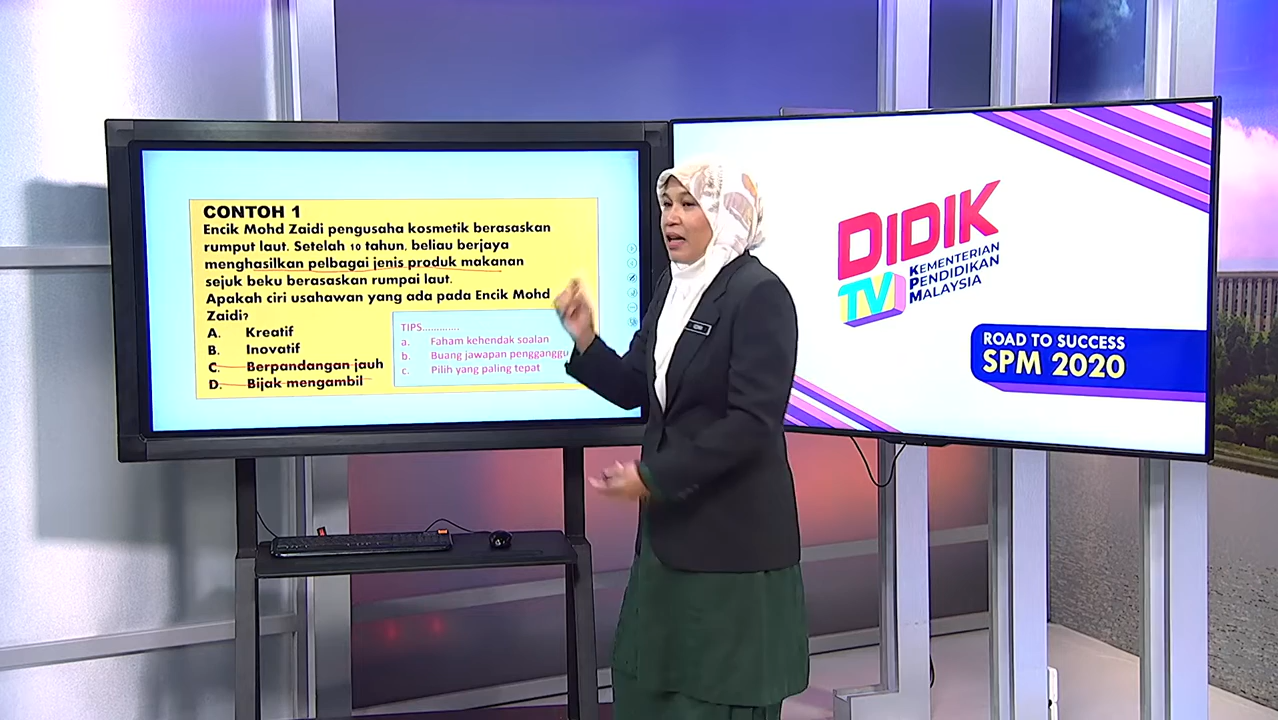 CONTOH 1
Encik Mohd Zaidi pengusaha kosmetik berasaskan
rumput laut. Setelah 10 tahun, beliau berjaya
menghasilkan pelbagai jenis produk makanan
sejuk beku berasaskan rumpai laut.
Apakah ciri usahawan yang ada pada Encik Mohd
Zaidi?
A. Kreatif
B. Inovatif
C. Berpandangan jauh
D. Bijak mengambil
TIPS.............
a. Faham kehendak soalan
b. Buang jawapan pengganggu
c. Pilih yang paling tepat
DIDIK
TV
KEMENTERIAN
PENDIDIKAN
MALAYSIA
ROAD TO SUCCESS
SPM 2020